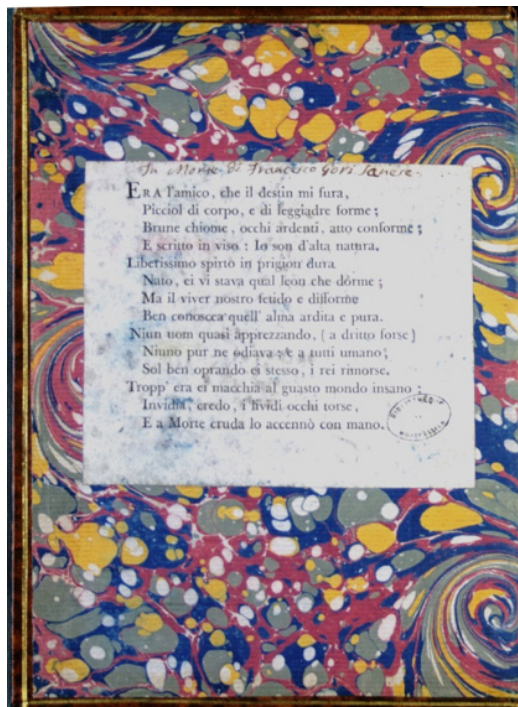 In Morte di Francesco Gori Sanese.
ERA l'amico, che il destin mi fura,
Picciol di corpo, e di leggiadre forme;
Brune chiome, occhi ardenti, atto conforme;
E scritto in viso: Io son d'alta natura.
Liberissimo spirto in prigion dura
Nato, ei vi stava qual leon che dorme;
Ma il viver nostro fetido e difforme
Ben conoscea quell' alma ardita e pura.
Niun uom quasi apprezzando, (a dritto forse)
Niuno pur ne odiava; e a tutti umano,
Sol ben oprando ei stesso, i rei rimorse.
Tropp' era ei macchia al guasto mondo insano;
Invidia, credo, i lividi occhi torse,
E a Morte cruda lo accennò con mano.